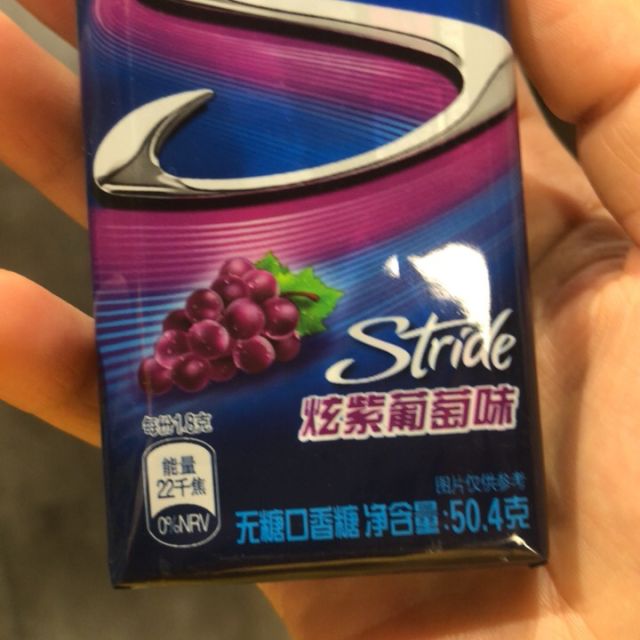 Stride
炫紫葡萄味
每份1.8克
能量
22千焦
0%NRV
图片仅供参考
无糖口香糖 净含量:50.4克